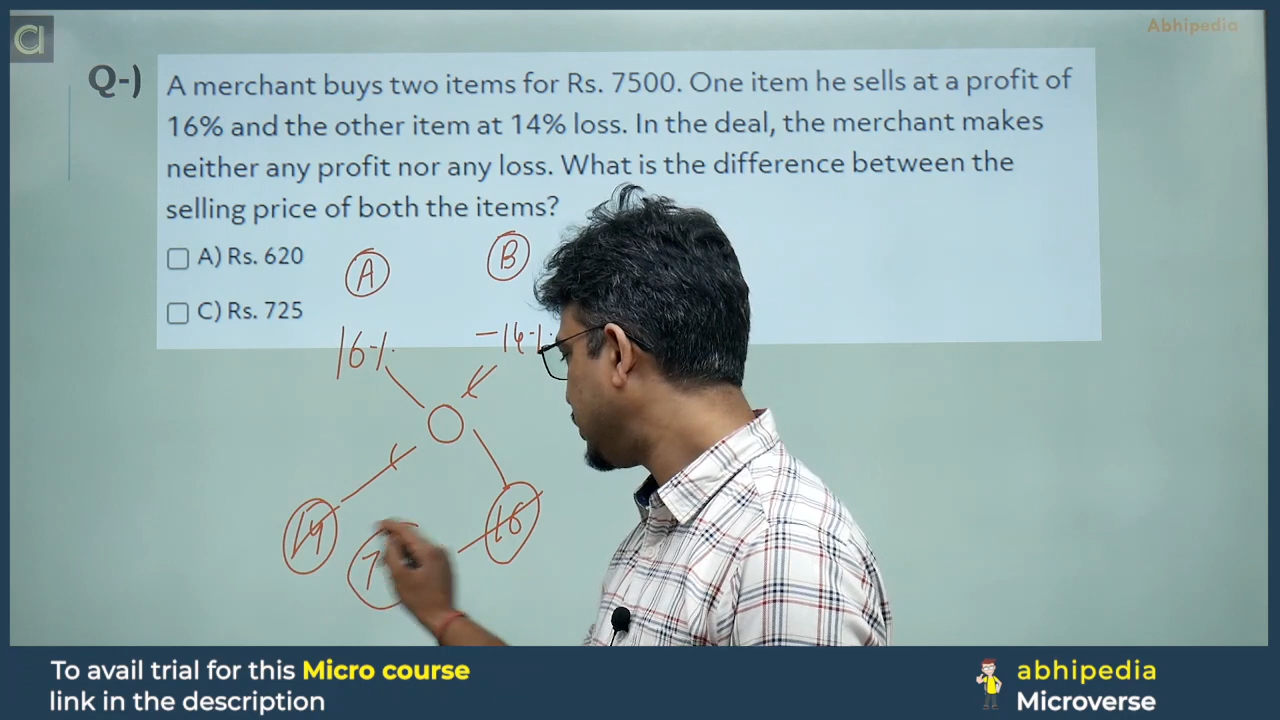 Abhipedia
Q-) A merchant buys two items for Rs. 7500. One item he sells at a profit of
16% and the other item at 14% loss. In the deal, the merchant makes
neither any profit nor any loss. What is the difference between the
selling price of both the items?
A) Rs. 620
C) Rs. 725
A B
16% -14%
14 16
7
To avail trial for this Micro course
link in the description
abhipedia
Microverse